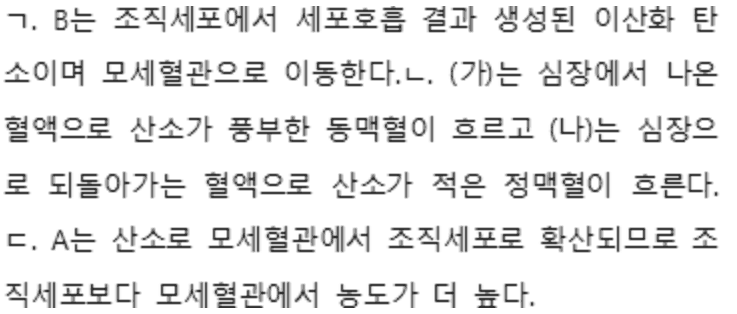 ㄱ. B는 조직세포에서 세포호흡 결과 생성된 이산화 탄
소이며 모세혈관으로 이동한다.ㄴ. (가)는 심장에서 나온
혈액으로 산소가 풍부한 동맥혈이 흐르고 (나)는 심장으
로 되돌아가는 혈액으로 산소가 적은 정맥혈이 흐른다.
ㄷ. A는 산소로 모세혈관에서 조직세포로 확산되므로 조
직세포보다 모세혈관에서 농도가 더 높다.